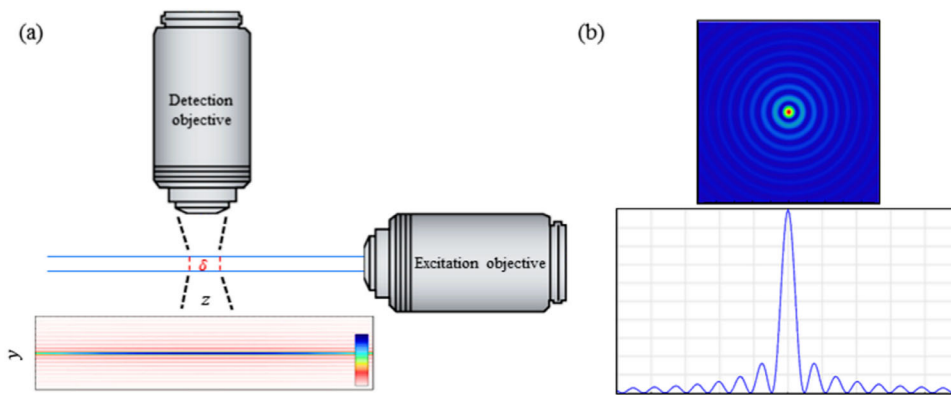 (a)
Detection
objective
δ
Excitation objective
z
y
(b)